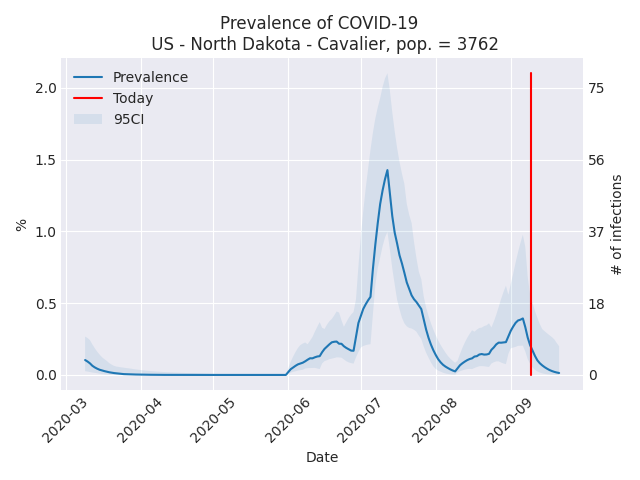 Prevalence of COVID-19
US - North Dakota - Cavalier, pop. = 3762
Prevalence
Today
95CI
2.0
1.5
1.0
0.5
0.0
%
75
56
37
18
0
# of infections
2020-03
2020-04
2020-05
2020-06
2020-07
2020-08
2020-09
Date